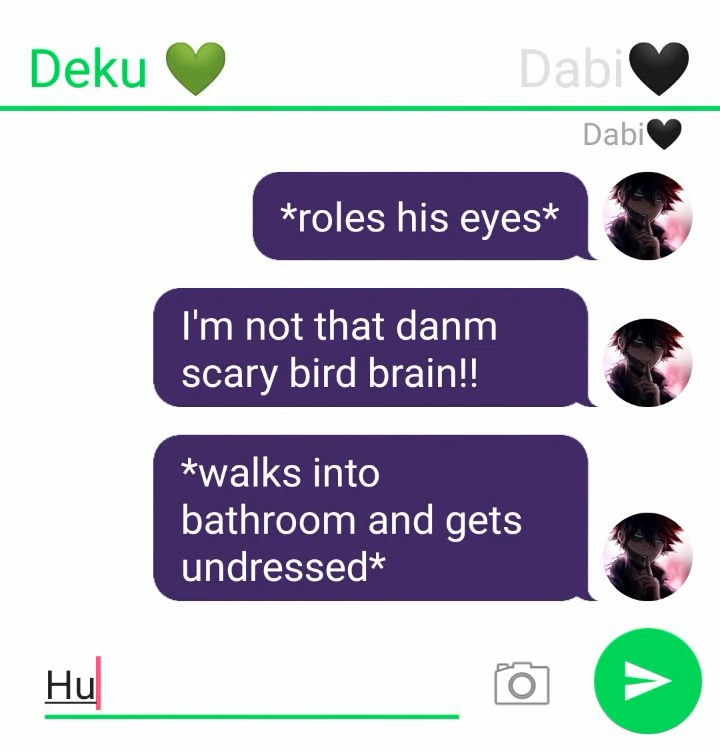 Deku 💚 Dabi🖤
Dabi🖤
*roles his eyes*
I'm not that danm
scary bird brain!!
*walks into
bathroom and gets
undressed*
Hu